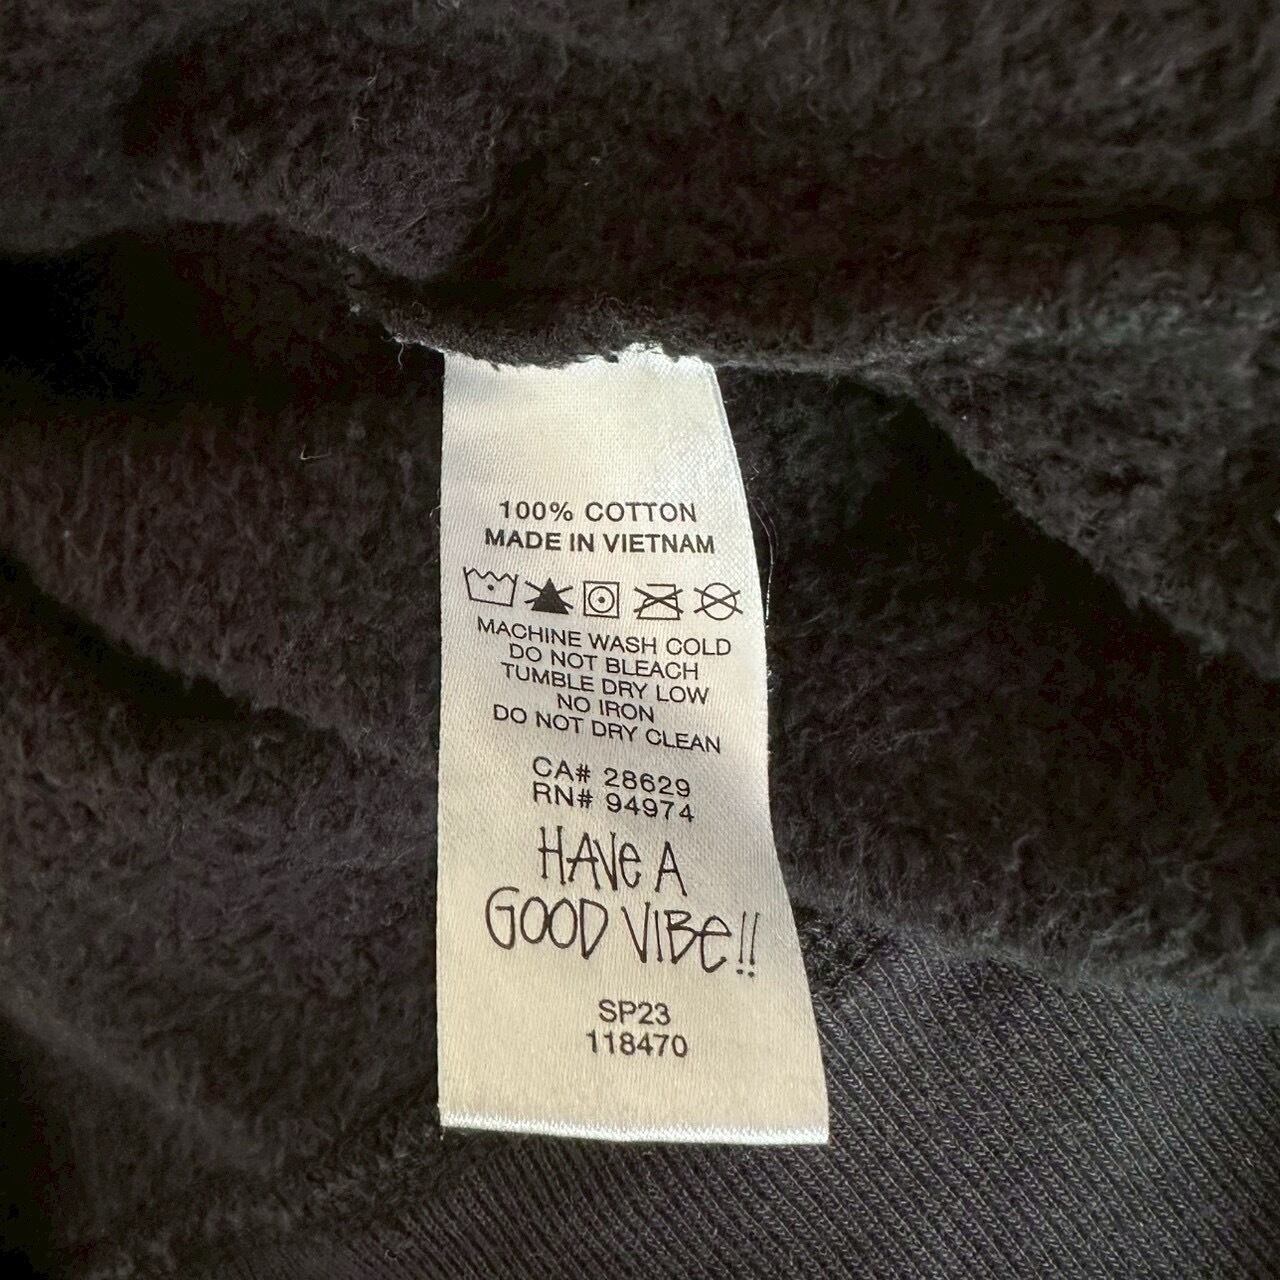 100% COTTON
MADE IN VIETNAM
MACHINE WASH COLD
DO NOT BLEACH
TUMBLE DRY LOW
NO IRON
DO NOT DRY CLEAN
CA# 28629
RN# 94974
HAVe A
GOOD VIBe!!
SP23
118470